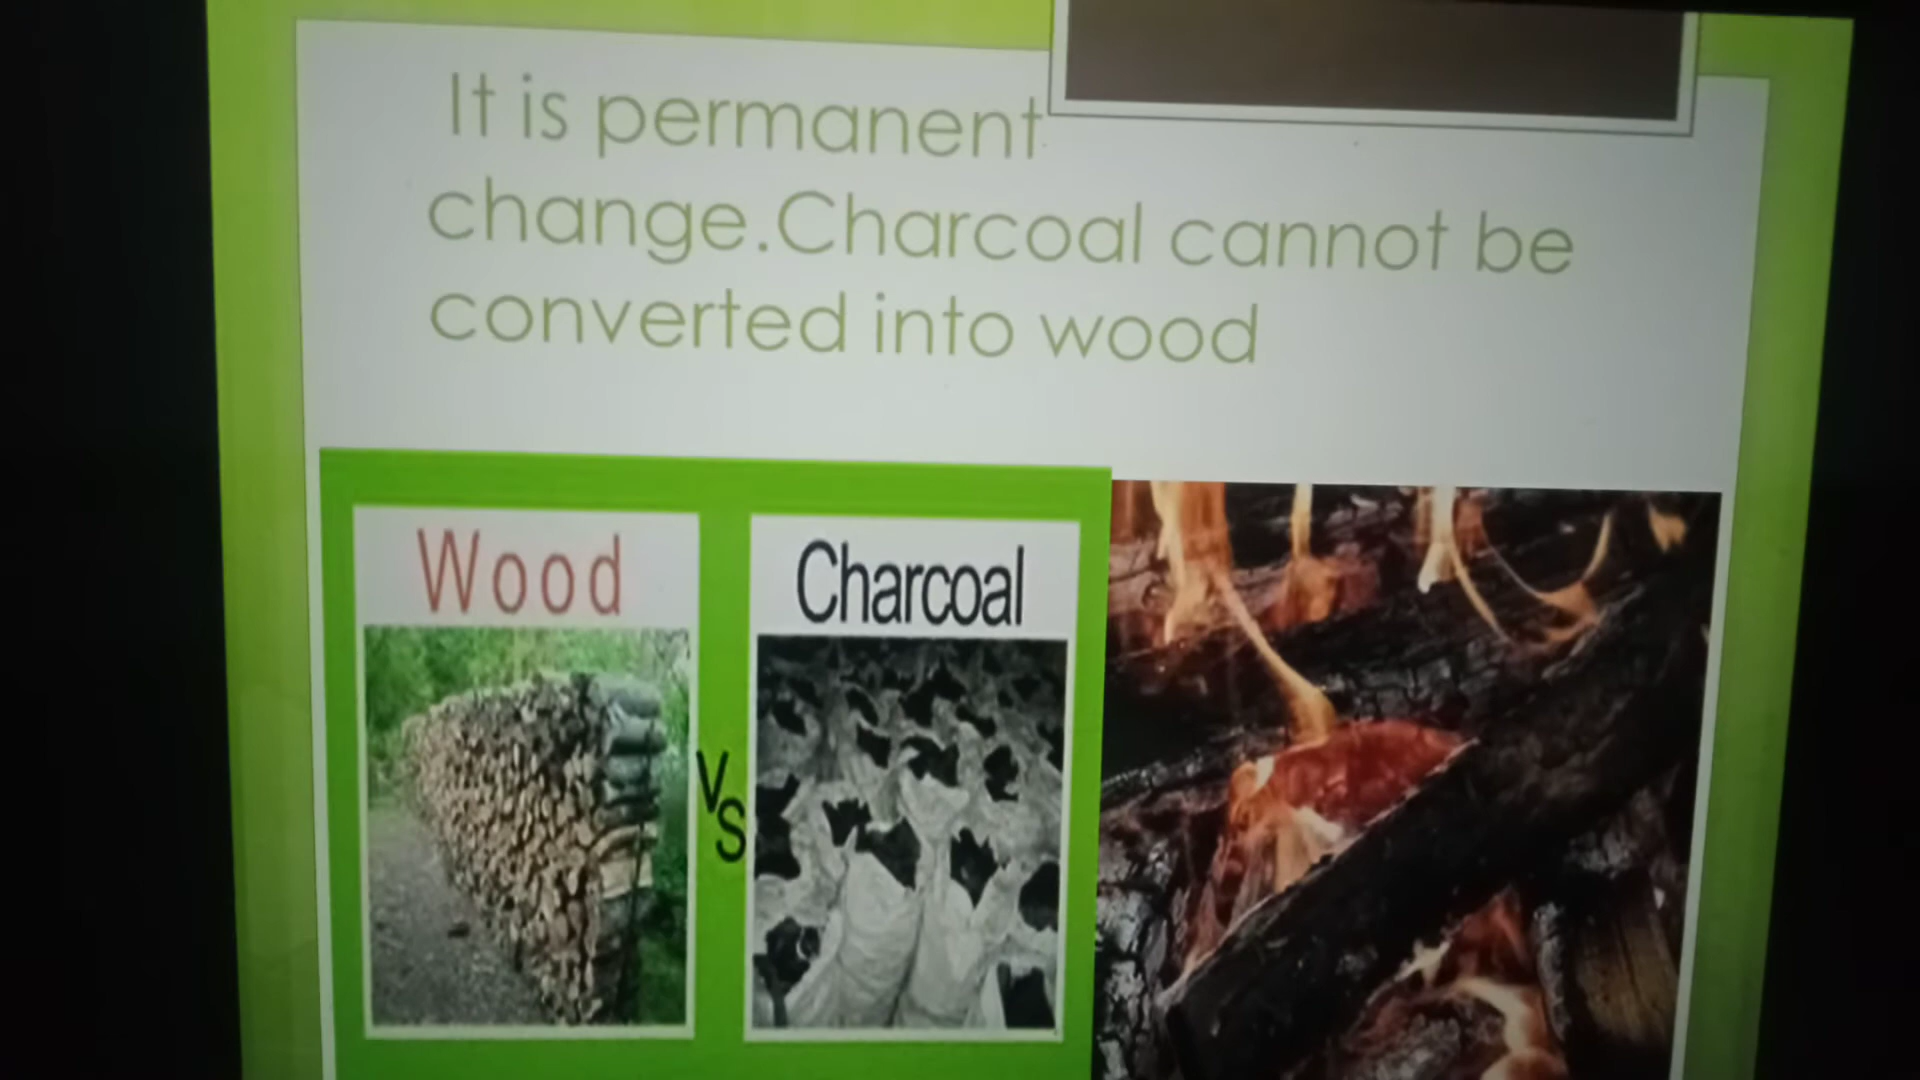 It is permanent
change.Charcoal cannot be
converted into wood
Wood
Vs
Charcoal